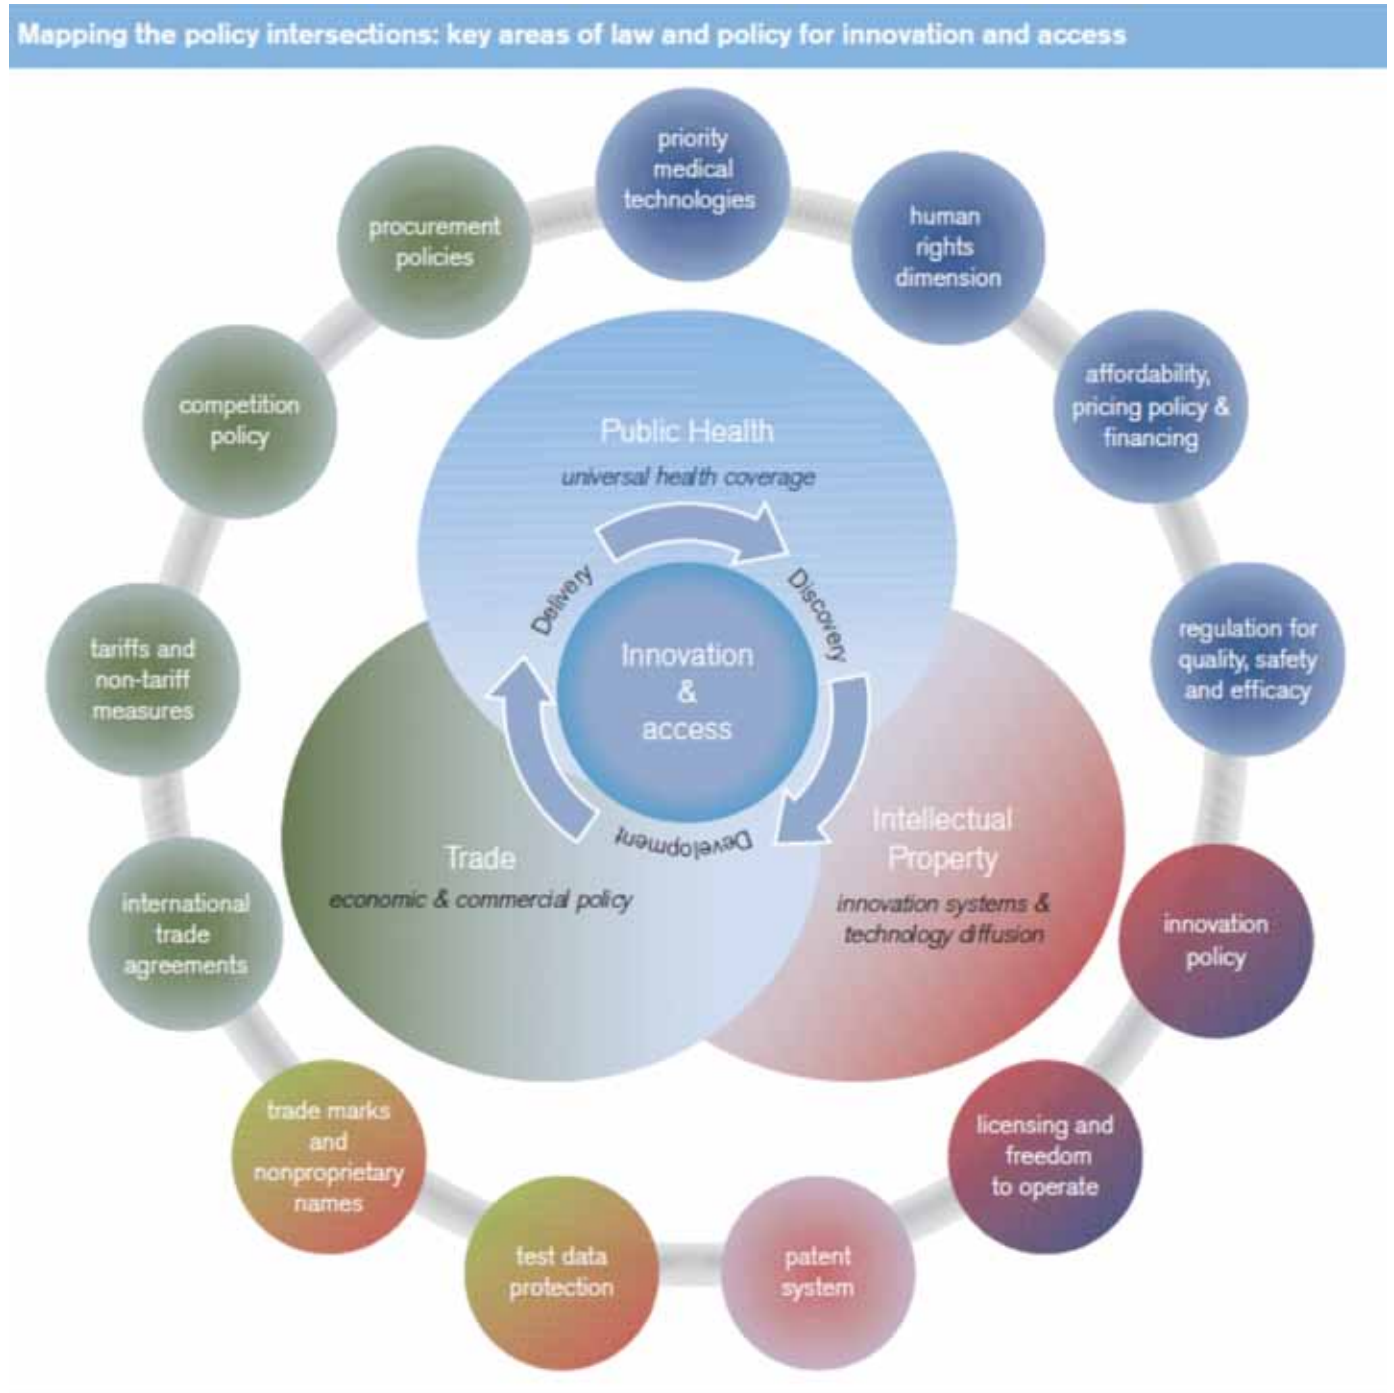 Mapping the policy intersections: key areas of law and policy for innovation and access
priority
medical
technologies
human
rights
dimension
affordability,
pricing policy &
financing
regulation for
quality, safety
and efficacy
innovation
policy
licensing and
freedom
to operate
patent
system
test data
protection
trade marks
and
nonproprietary
names
international
trade
agreements
tariffs and
non-tariff
measures
competition
policy
procurement
policies
Public Health
universal health coverage
Delivery
Discovery
Development
Innovation
&
access
Trade
economic & commercial policy
Intellectual
Property
innovation systems &
technology diffusion